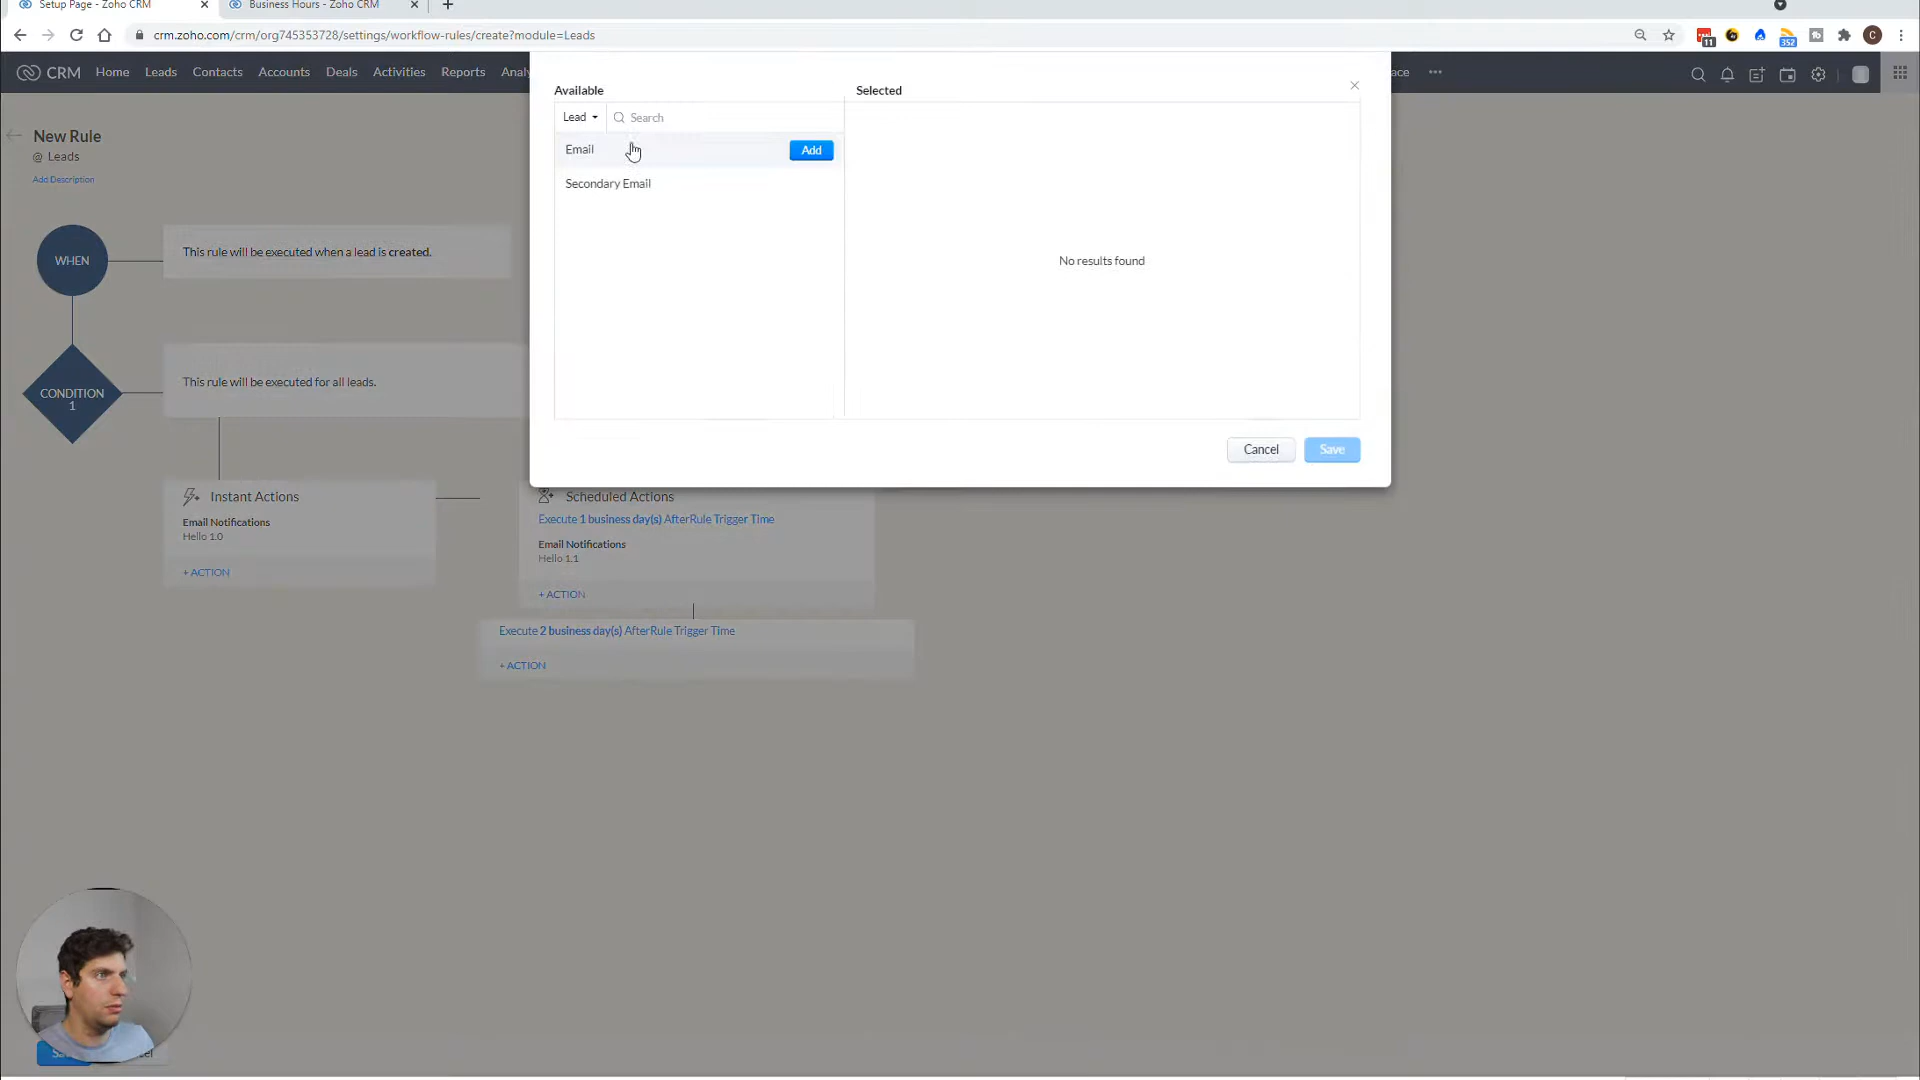 Setup Page - Zoho CRM
Business Hours - Zoho CRM
crm.zoho.com/crm/org745353728/settings/workflow-rules/create?module=Leads
11
352
C
CRM Home Leads Contacts Accounts Deals Activities Reports
New Rule
@ Leads
Add Description
Available
Selected
Lead
Search
Email
Add
Secondary Email
No results found
Cancel
Save
WHEN
This rule will be executed when a lead is created.
CONDITION
1
This rule will be executed for all leads.
Instant Actions
Email Notifications
Hello 1.0
+ ACTION
Scheduled Actions
Execute 1 business day(s) AfterRule Trigger Time
Email Notifications
Hello 1.1
+ ACTION
Execute 2 business day(s) AfterRule Trigger Time
+ ACTION